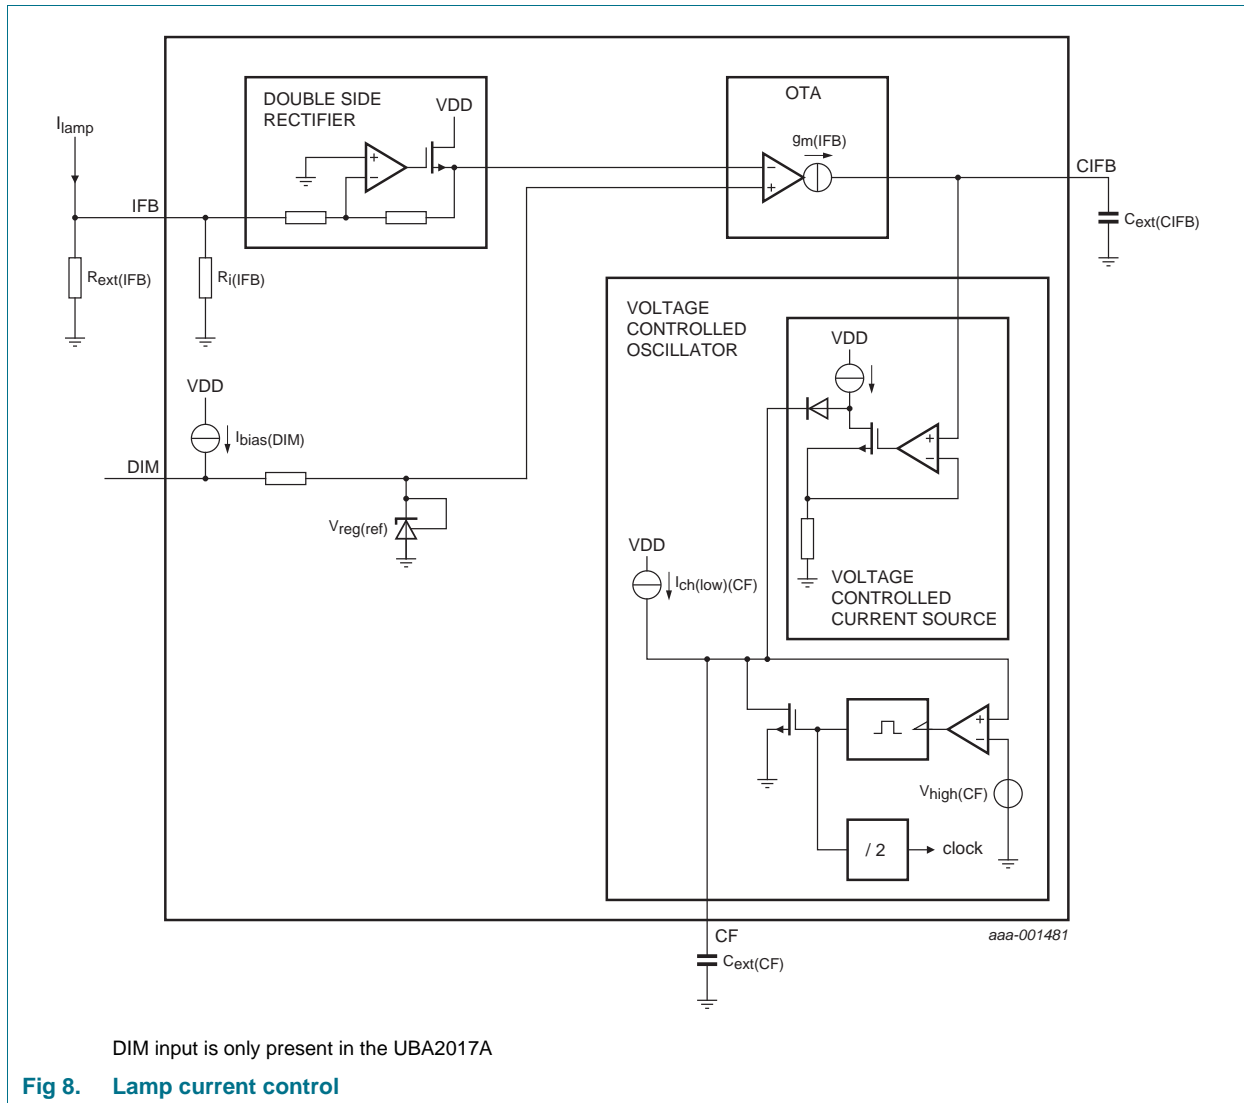 DOUBLE SIDE
RECTIFIER
VDD
OTA
Ilamp
gm(IFB)
+
−
−
+
CIFB
IFB
Cext(CIFB)
Rext(IFB)
Ri(IFB)
VOLTAGE
CONTROLLED
OSCILLATOR
VDD
VDD
Ibias(DIM)
+
−
DIM
Vreg(ref)
VDD
Ich(low)(CF)
VOLTAGE
CONTROLLED
CURRENT SOURCE
+
−
Vhigh(CF)
/ 2
clock
CF
aaa-001481
Cext(CF)
DIM input is only present in the UBA2017A
Fig 8. Lamp current control